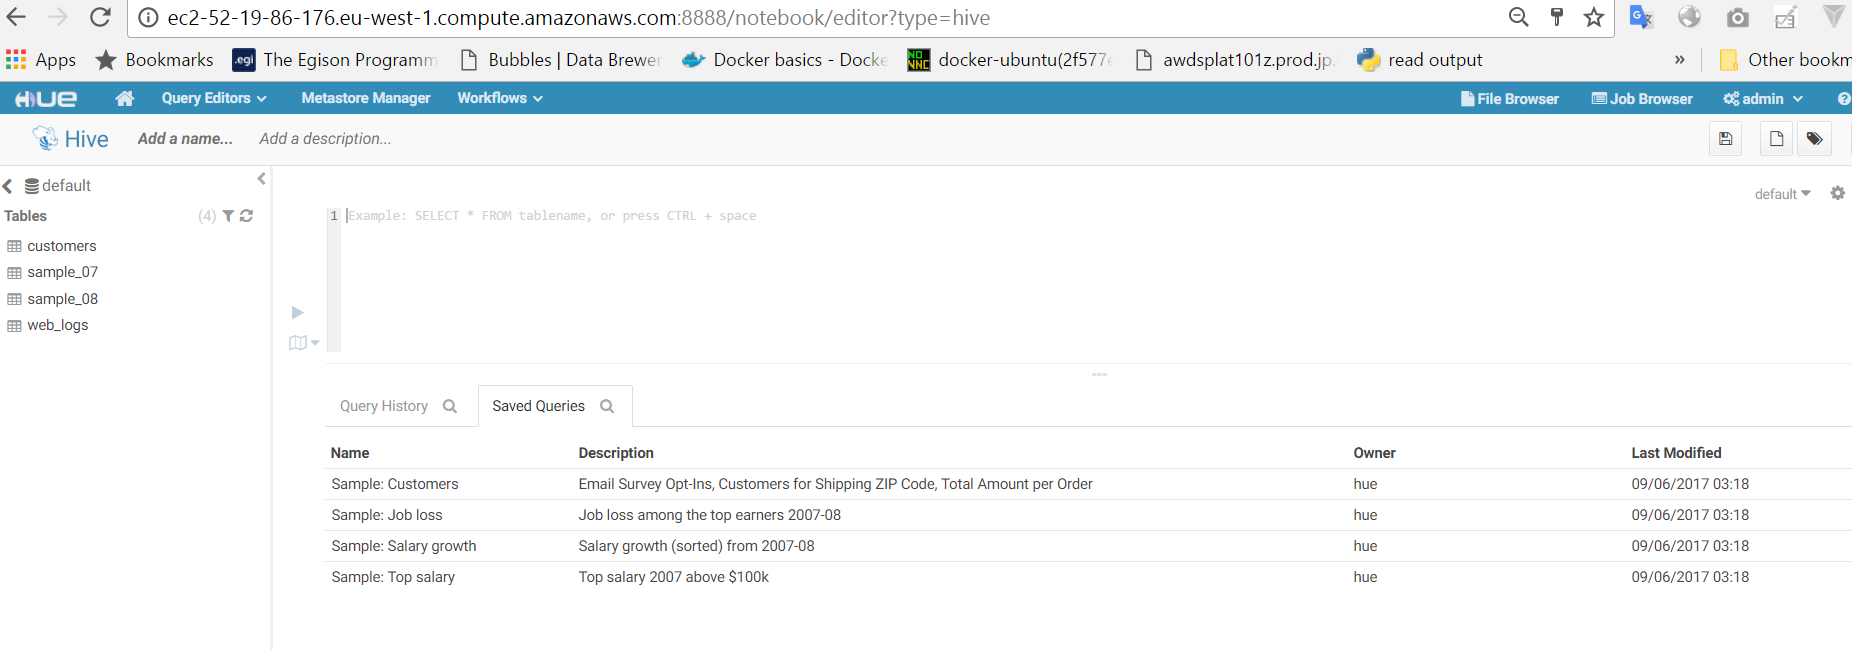 ec2-52-19-86-176.eu-west-1.compute.amazonaws.com:8888/notebook/editor?type=hive
Apps Bookmarks .egi The Egison Programm Bubbles | Data Brewer Docker basics - Docke docker-ubuntu(2f577 awdsplat101z.prod.jp. read output » Other bookm
HUE Query Editors Metastore Manager Workflows File Browser Job Browser admin
Hive Add a name... Add a description...
default
default
Tables (4)
1 Example: SELECT * FROM tablename, or press CTRL + space
customers
sample_07
sample_08
web_logs
Query History Saved Queries
Name Description Owner Last Modified
Sample: Customers Email Survey Opt-Ins, Customers for Shipping ZIP Code, Total Amount per Order hue 09/06/2017 03:18
Sample: Job loss Job loss among the top earners 2007-08 hue 09/06/2017 03:18
Sample: Salary growth Salary growth (sorted) from 2007-08 hue 09/06/2017 03:18
Sample: Top salary Top salary 2007 above $100k hue 09/06/2017 03:18